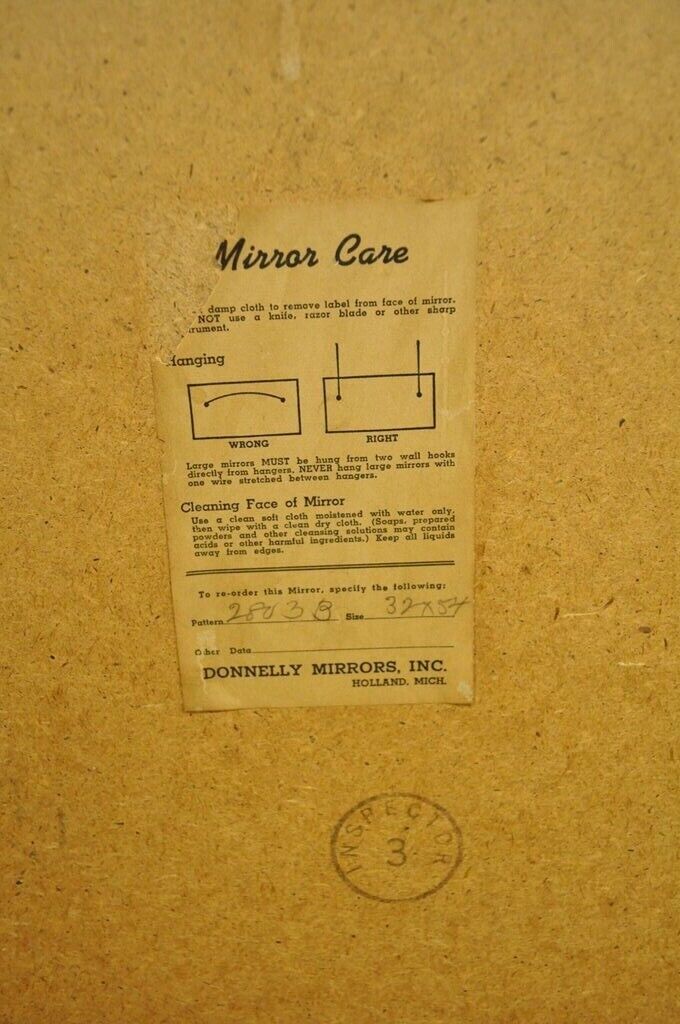 Mirror Care
damp cloth to remove label from face of mirror.
NOT use a knife, razor blade or other sharp
rument.
Hanging
WRONG
RIGHT
Large mirrors MUST be hung from two wall hooks
directly from hangers. NEVER hang large mirrors with
one wire stretched between hangers.
Cleaning Face of Mirror
Use a clean soft cloth moistened with water only,
then wipe with a clean dry cloth. (Soaps, prepared
powders and other cleansing solutions may contain
acids or other harmful ingredients.) Keep all liquids
away from edges.
To re-order this Mirror, specify the following:
Pattern 2803 B Size 32x54
Other Data
DONNELLY MIRRORS, INC.
HOLLAND, MICH.
INSPECTOR
3